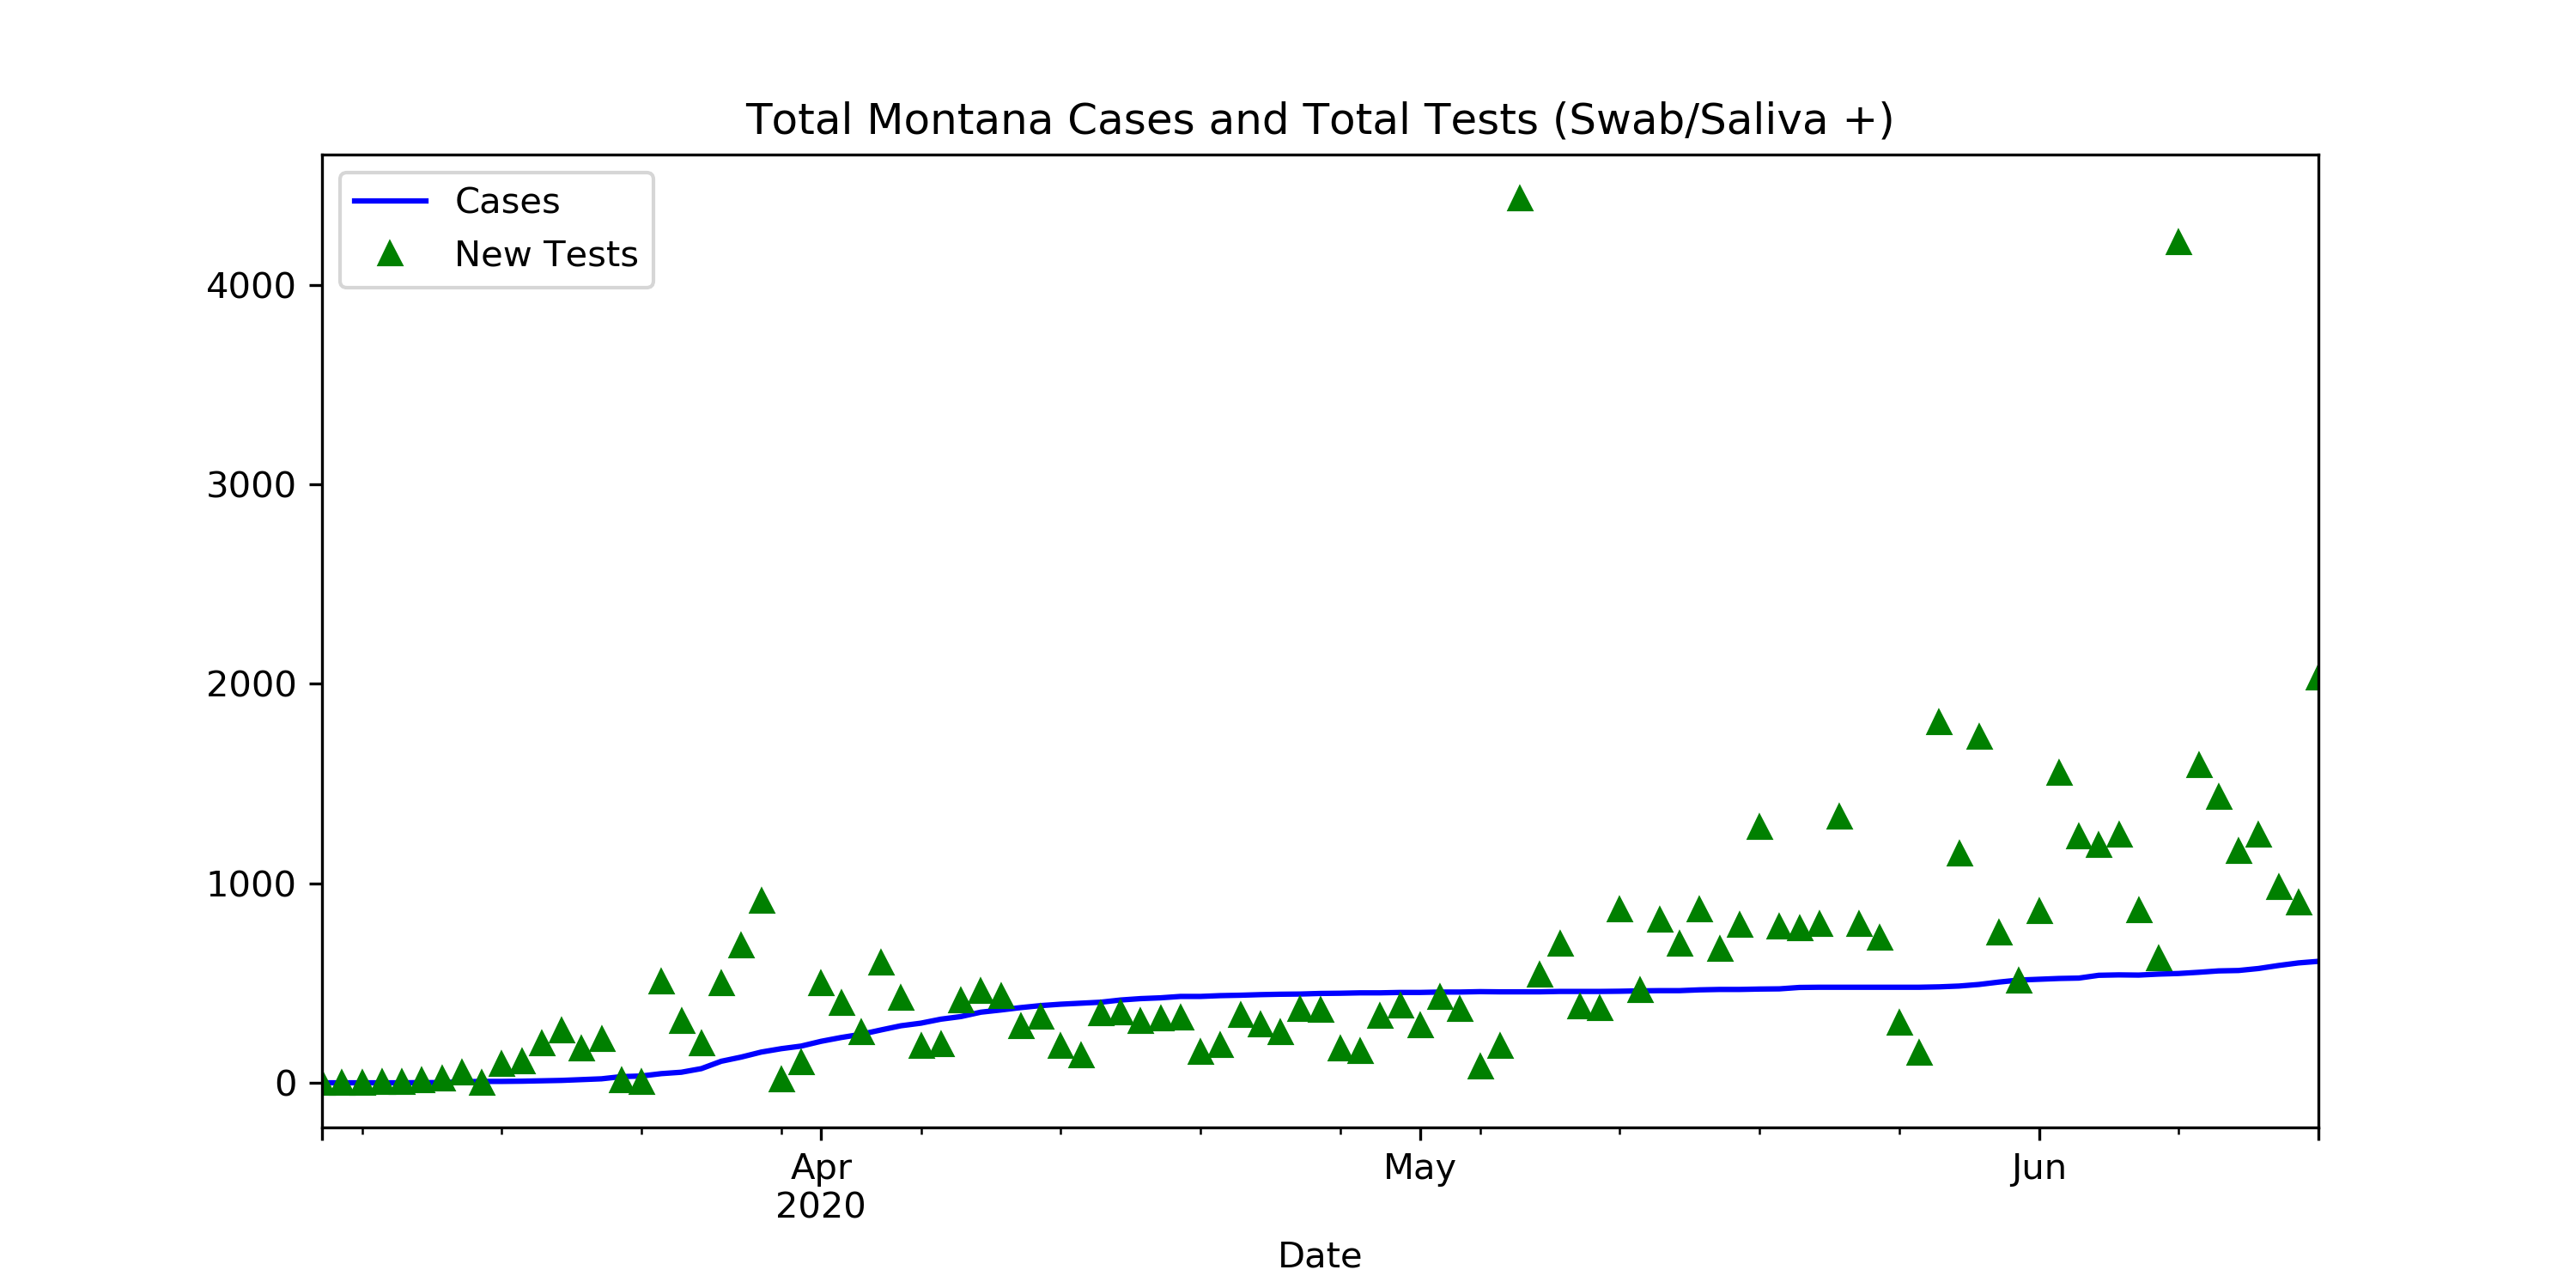 Total Montana Cases and Total Tests (Swab/Saliva +)
Cases
New Tests
4000
3000
2000
1000
0
Apr
2020
May
Jun
Date